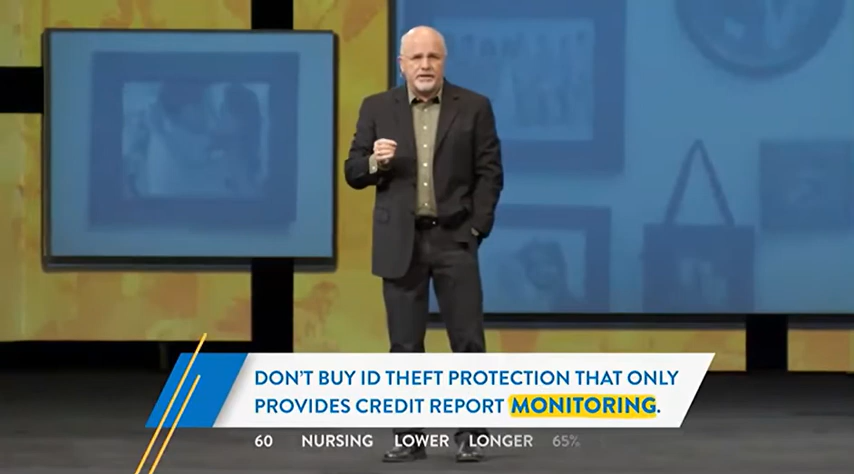 DON'T BUY ID THEFT PROTECTION THAT ONLY
PROVIDES CREDIT REPORT MONITORING.
60 NURSING LOWER LONGER 65%